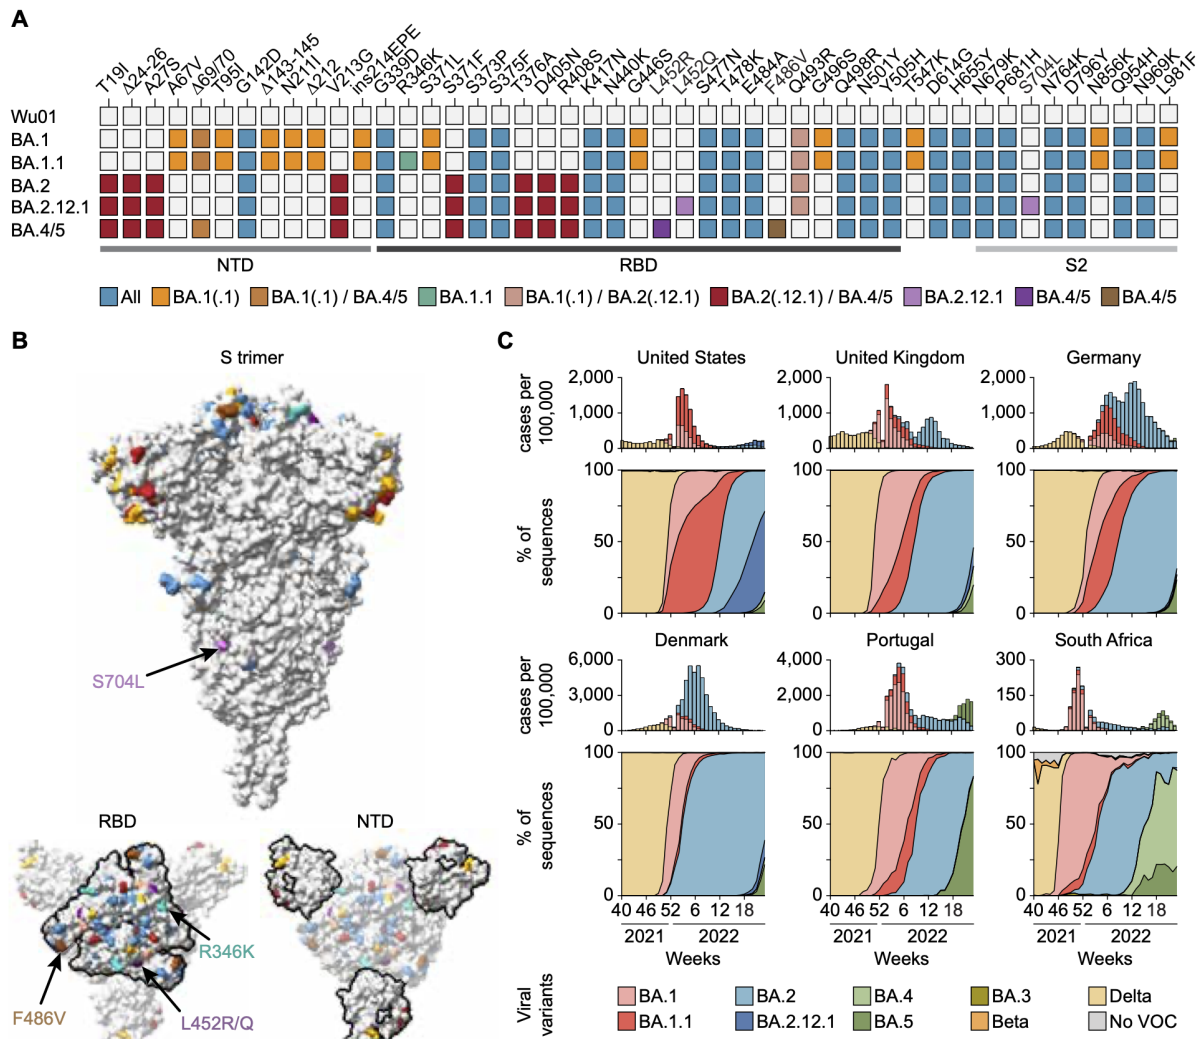 A
T19I Δ24-26 A27S A67V Δ69/70 T95I G142D Δ143-145 N211I Δ212 V213G ins214EPE G339D R346K S371L S371F S373P S375F T376A D405N R408S K417N N440K G446S L452R L452Q S477N T478K E484A F486V Q493R G496S Q498R N501Y Y505H T547K D614G H655Y N679K P681H S704L N764K D796Y N856K Q954H N969K L981F
Wu01
BA.1
BA.1.1
BA.2
BA.2.12.1
BA.4/5
NTD RBD S2
All BA.1(.1) BA.1(.1) / BA.4/5 BA.1.1 BA.1(.1) / BA.2(.12.1) BA.2(.12.1) / BA.4/5 BA.2.12.1 BA.4/5 BA.4/5
B
S trimer
S704L
RBD NTD
R346K
F486V
L452R/Q
C
United States United Kingdom Germany
cases per
100,000
2,000 2,000 2,000
1,000 1,000 1,000
0 0 0
% of
sequences
100 100 100
50 50 50
0 0 0
Denmark Portugal South Africa
cases per
100,000
6,000 4,000 300
3,000 2,000 150
0 0 0
% of
sequences
100 100 100
50 50 50
0 0 0
40 46 52 6 12 18 40 46 52 6 12 18 40 46 52 6 12 18
2021 2022 2021 2022 2021 2022
Weeks Weeks Weeks
Viral
variants
BA.1 BA.2 BA.4 BA.3 Delta
BA.1.1 BA.2.12.1 BA.5 Beta No VOC